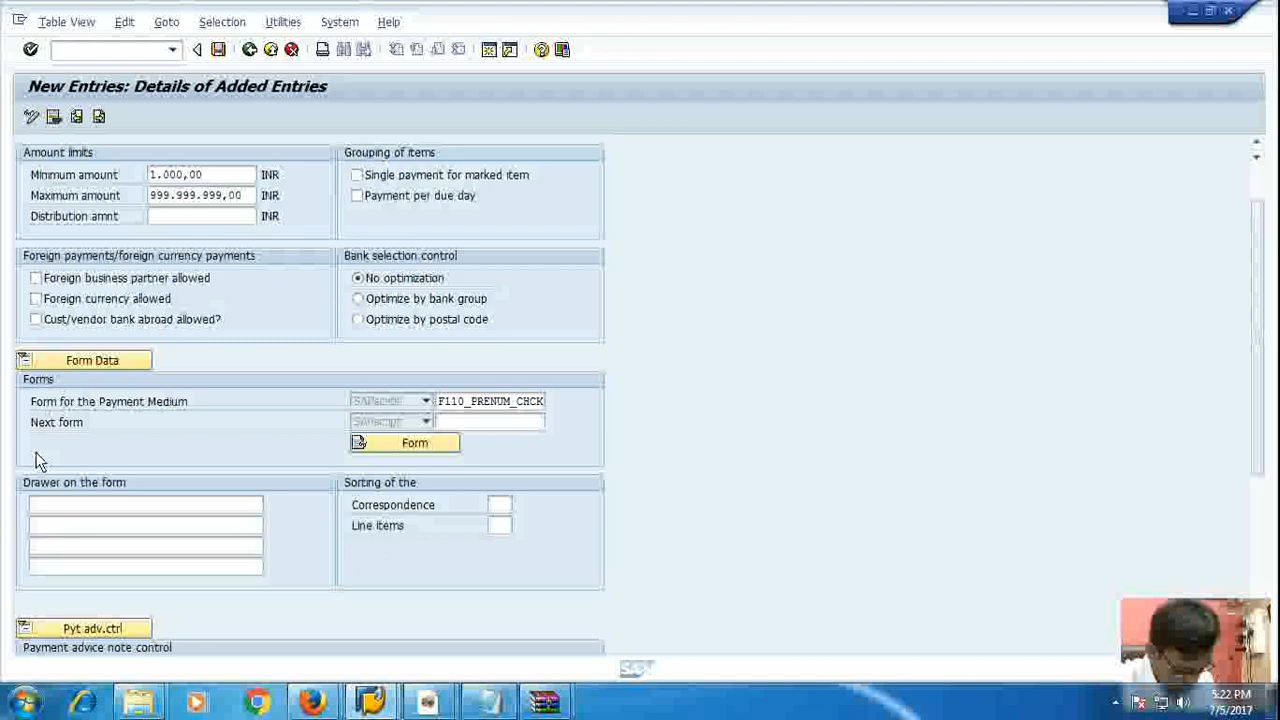 Table View Edit Goto Selection Utilities System Help
New Entries: Details of Added Entries
Amount limits
Minimum amount 1.000,00 INR
Maximum amount 999.999.999,00 INR
Distribution amnt INR
Grouping of items
Single payment for marked item
Payment per due day
Foreign payments/foreign currency payments
Foreign business partner allowed
Foreign currency allowed
Cust/vendor bank abroad allowed?
Bank selection control
No optimization
Optimize by bank group
Optimize by postal code
Form Data
Forms
Form for the Payment Medium SAPscript F110_PRENUM_CHCK
Next form SAPscript
Form
Drawer on the form
Sorting of the
Correspondence
Line items
Pyt adv.ctrl
Payment advice note control
SAP
5:22 PM
7/5/2017